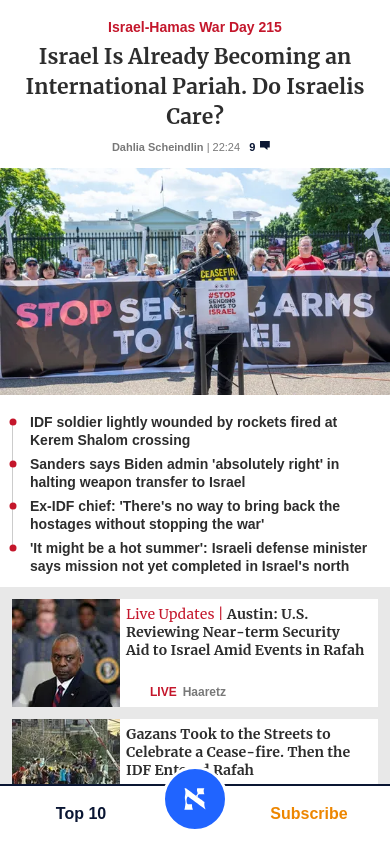 Israel-Hamas War Day 215
Israel Is Already Becoming an
International Pariah. Do Israelis
Care?
Dahlia Scheindlin | 22:24 9
CEASEFIRE
#STOP
SENDING
ARMS TO
ISRAEL
STOP SEN G ARMS
TO IS EL
IDF soldier lightly wounded by rockets fired at
Kerem Shalom crossing
Sanders says Biden admin 'absolutely right' in
halting weapon transfer to Israel
Ex-IDF chief: 'There's no way to bring back the
hostages without stopping the war'
'It might be a hot summer': Israeli defense minister
says mission not yet completed in Israel's north
Live Updates | Austin: U.S.
Reviewing Near-term Security
Aid to Israel Amid Events in Rafah
LIVE Haaretz
Gazans Took to the Streets to
Celebrate a Cease-fire. Then the
IDF Ente d Rafah
Top 10
Subscribe